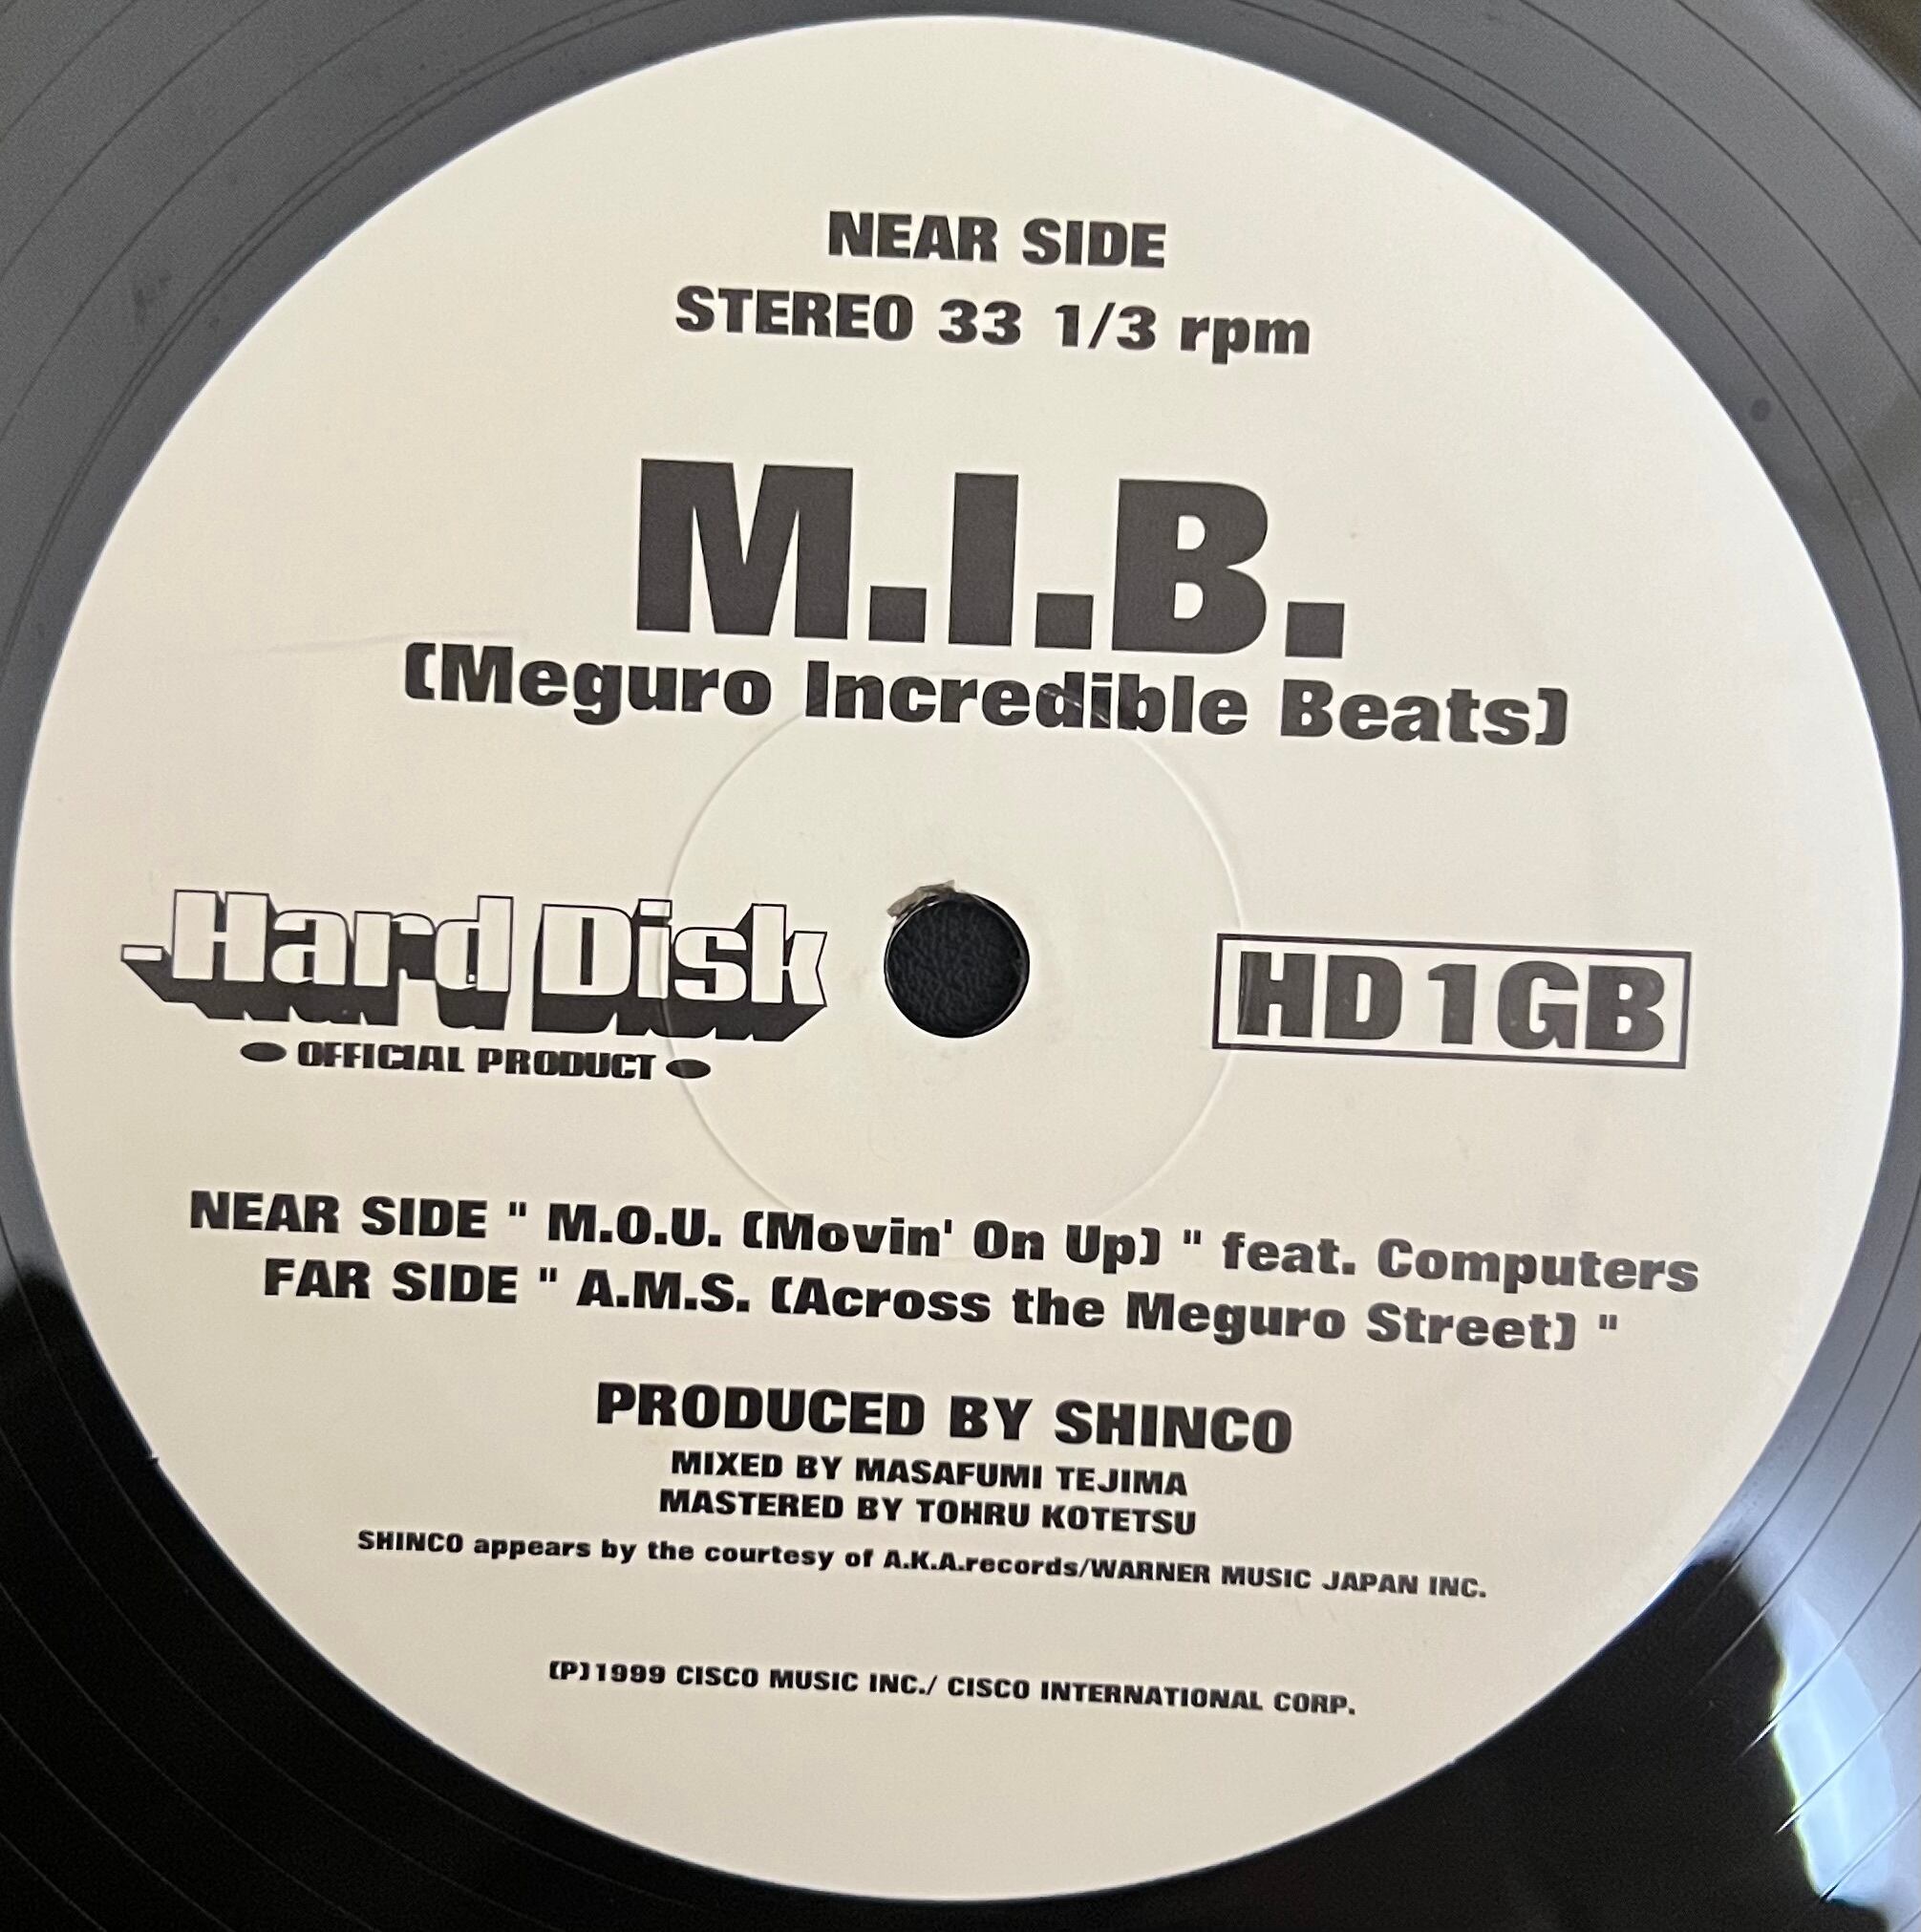 NEAR SIDE
STEREO 33 1/3 rpm
M.I.B.
(Meguro Incredible Beats)
Hard Disk
OFFICIAL PRODUCT
HD 1GB
NEAR SIDE " M.O.U. (Movin' On Up) " feat. Computers
FAR SIDE " A.M.S. (Across the Meguro Street) "
PRODUCED BY SHINCO
MIXED BY MASAFUMI TEJIMA
MASTERED BY TOHRU KOTETSU
SHINCO appears by the courtesy of A.K.A.records/WARNER MUSIC JAPAN INC.
(P)1999 CISCO MUSIC INC./ CISCO INTERNATIONAL CORP.